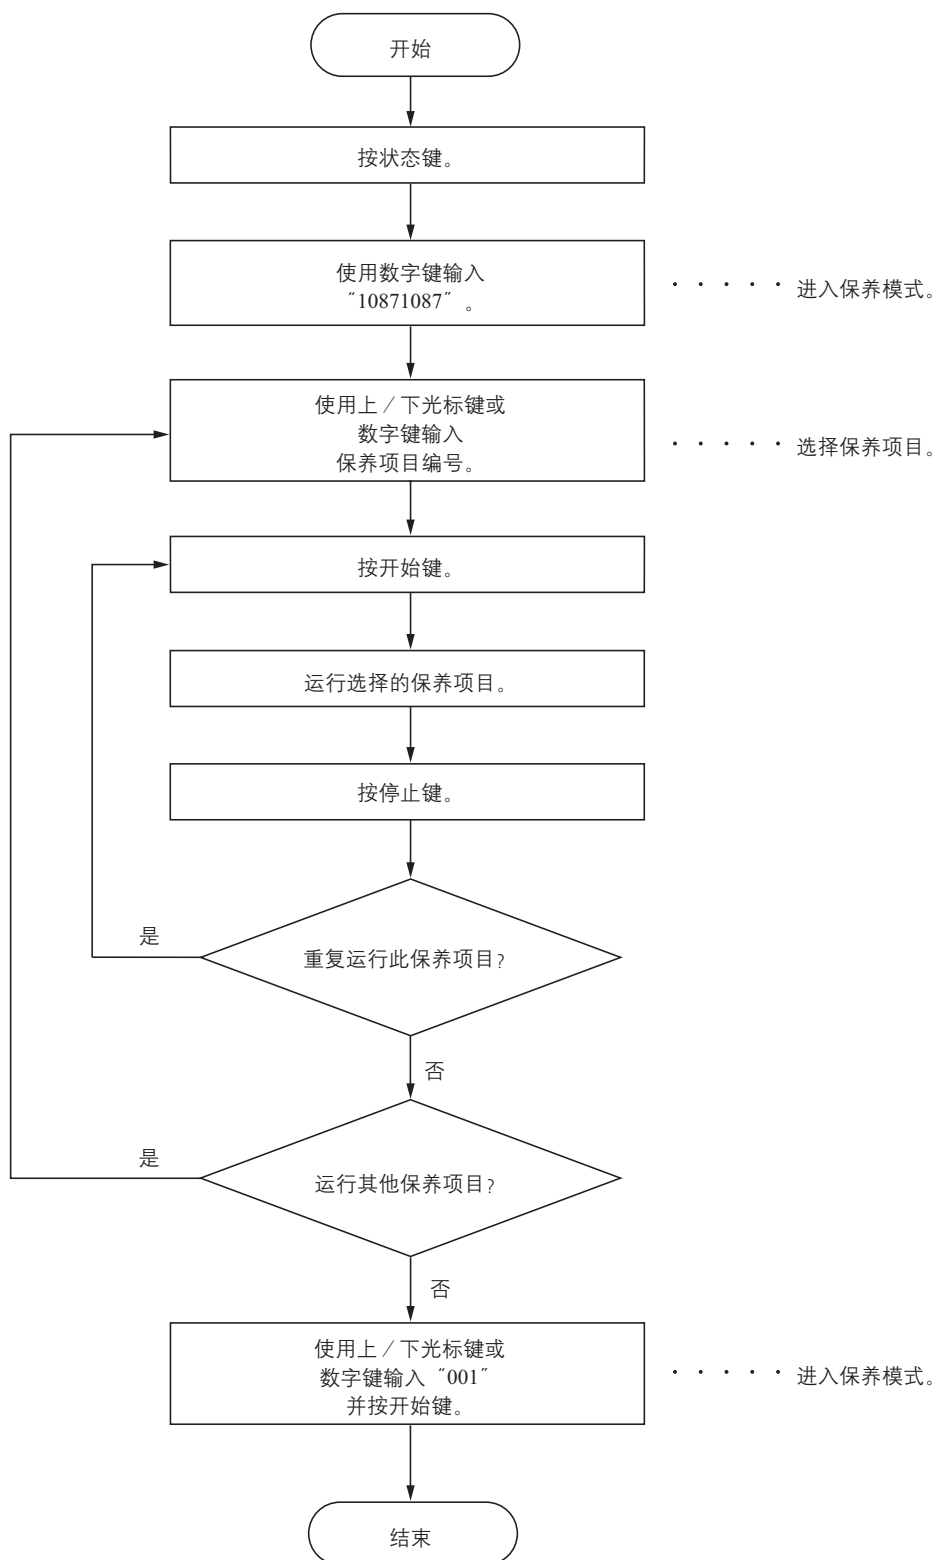 开始
按状态键。
使用数字键输入
“10871087”。
· · · · · 进入保养模式。
使用上/下光标键或
数字键输入
保养项目编号。
· · · · · 选择保养项目。
按开始键。
运行选择的保养项目。
按停止键。
是
重复运行此保养项目?
否
是
运行其他保养项目?
否
使用上/下光标键或
数字键输入“001”
并按开始键。
· · · · · 进入保养模式。
结束